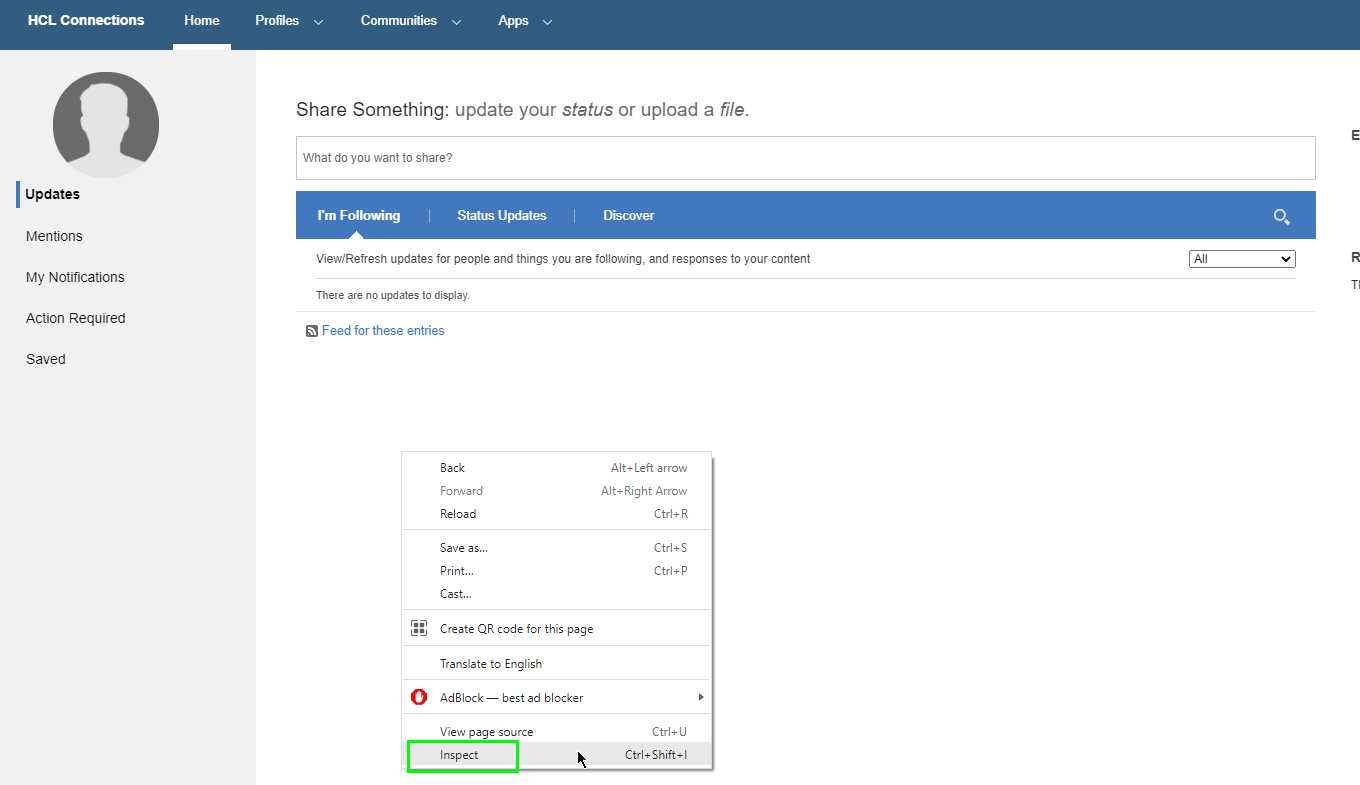 HCL Connections Home Profiles Communities Apps
Share Something: update your status or upload a file.
What do you want to share?
E
Updates
Mentions
My Notifications
Action Required
Saved
I'm Following Status Updates Discover
View/Refresh updates for people and things you are following, and responses to your content All
R
There are no updates to display.
Feed for these entries
Back Alt+Left arrow
Forward Alt+Right Arrow
Reload Ctrl+R
Save as... Ctrl+S
Print... Ctrl+P
Cast...
Create QR code for this page
Translate to English
AdBlock — best ad blocker
View page source Ctrl+U
Inspect Ctrl+Shift+I